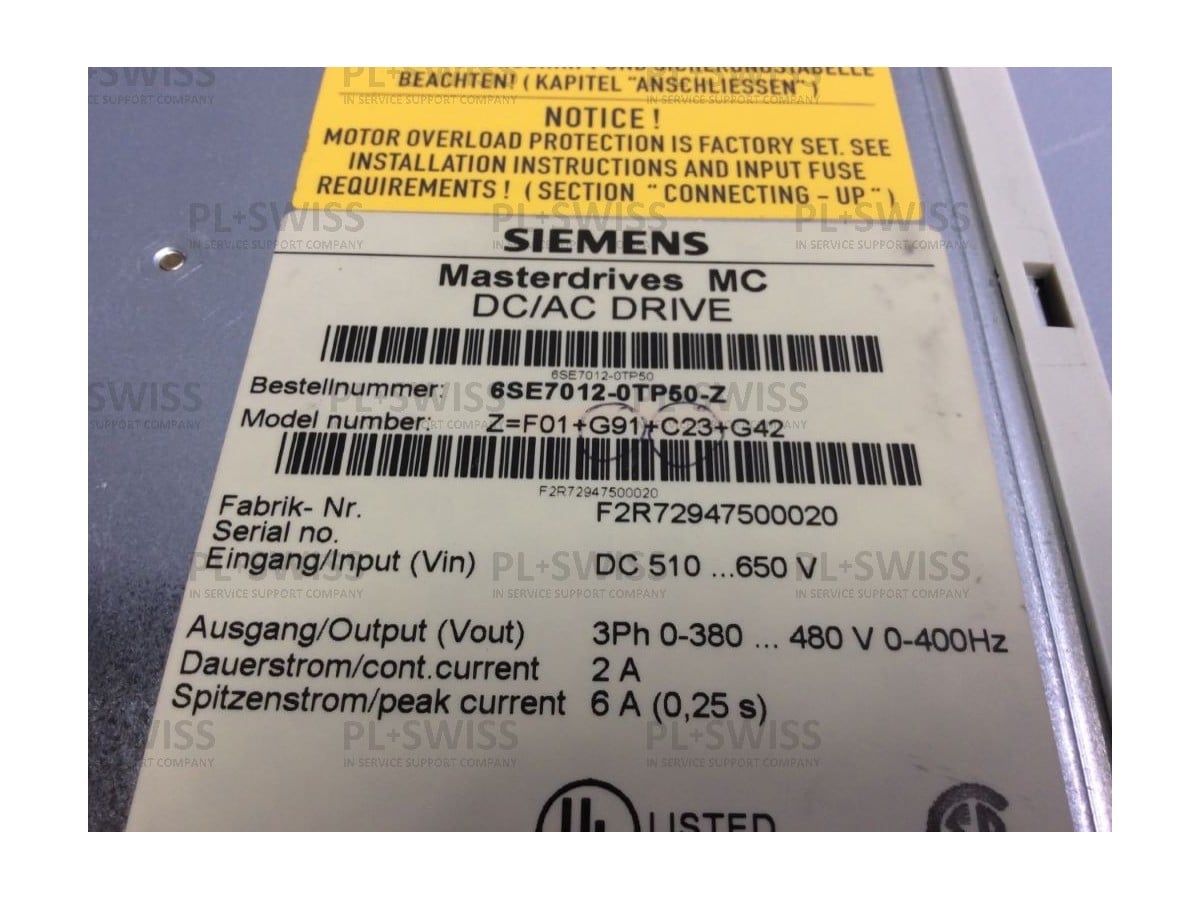 BEACHTEN! ( KAPITEL "ANSCHLIESSEN" )
NOTICE !
MOTOR OVERLOAD PROTECTION IS FACTORY SET. SEE
INSTALLATION INSTRUCTIONS AND INPUT FUSE
REQUIREMENTS ! ( SECTION " CONNECTING - UP " )
SIEMENS
Masterdrives MC
DC/AC DRIVE
6SE7012-0TP50
Bestellnummer: 6SE7012-0TP50-Z
Model number: Z=F01+G91+C23+G42
F2R72947500020
Fabrik- Nr. F2R72947500020
Serial no.
Eingang/Input (Vin) DC 510 ...650 V
Ausgang/Output (Vout) 3Ph 0-380 ... 480 V 0-400Hz
Dauerstrom/cont.current 2 A
Spitzenstrom/peak current 6 A (0,25 s)
UL LISTED
PL+SWISS
IN SERVICE SUPPORT COMPANY